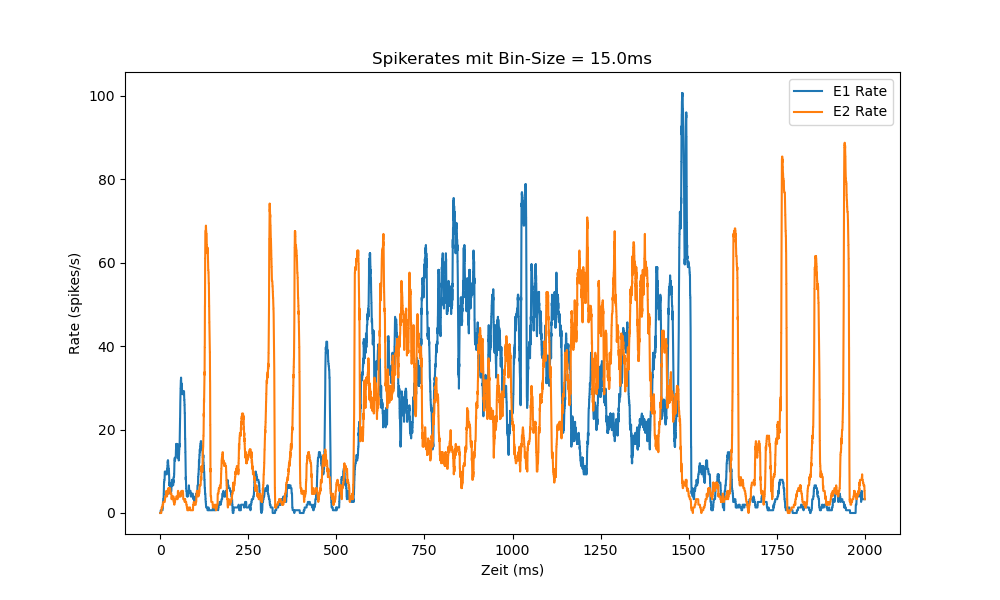 Spikerates mit Bin-Size = 15.0ms
E1 Rate
E2 Rate
100
80
60
40
20
0
Rate (spikes/s)
0 250 500 750 1000 1250 1500 1750 2000
Zeit (ms)